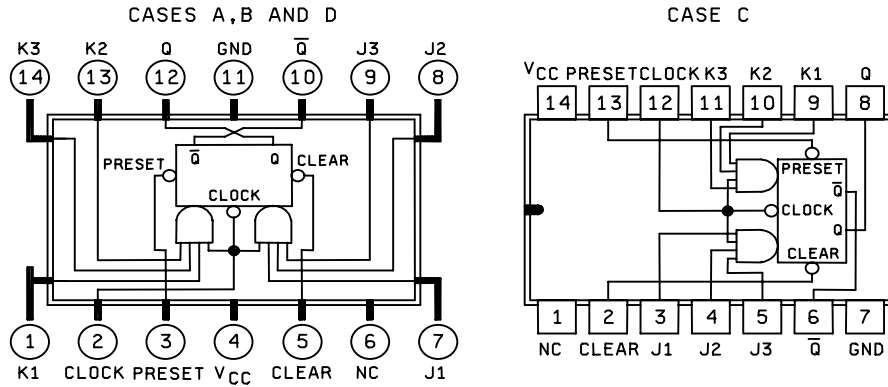 CASES A,B AND D
K3 K2 Q GND Q̅ J3 J2
14 13 12 11 10 9 8
Q̅ Q
PRESET CLEAR
CLOCK
1 2 3 4 5 6 7
K1 CLOCK PRESET VCC CLEAR NC J1
CASE C
VCC PRESET CLOCK K3 K2 K1 Q
14 13 12 11 10 9 8
PRESET
Q̅
CLOCK
Q
CLEAR
1 2 3 4 5 6 7
NC CLEAR J1 J2 J3 Q̅ GND